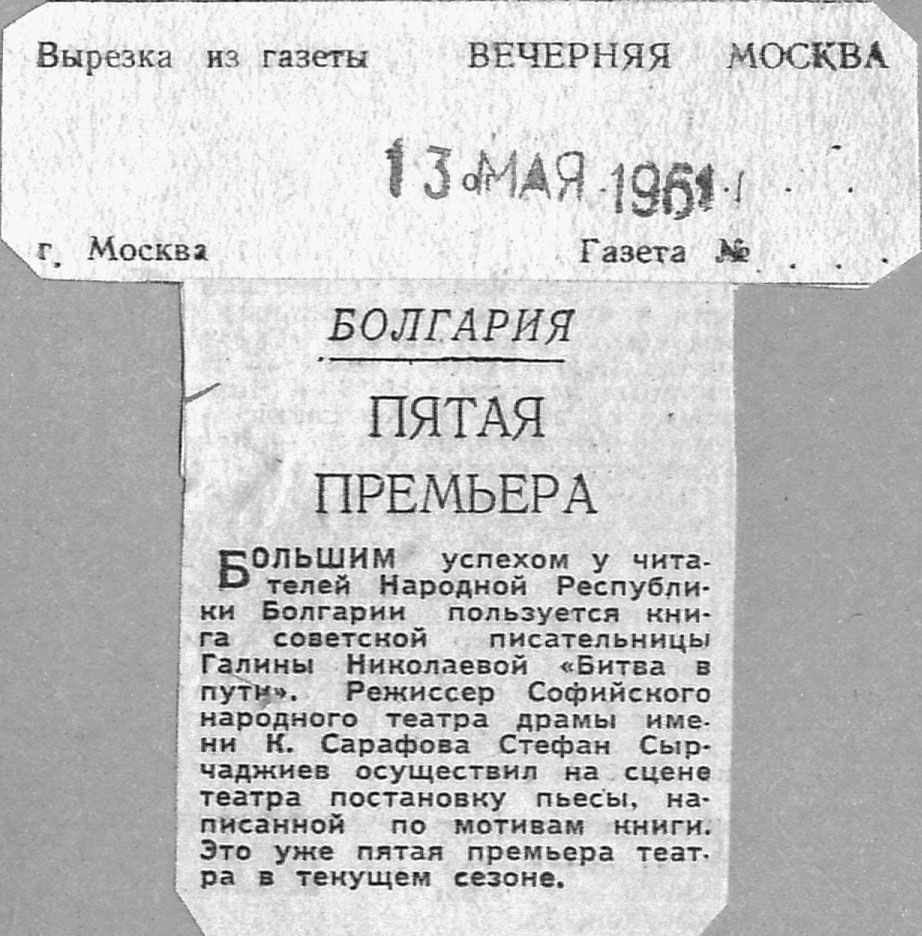 Вырезка из газеты ВЕЧЕРНЯЯ МОСКВА
13 от МАЯ 1961
г. Москва Газета № . . . .
БОЛГАРИЯ
ПЯТАЯ
ПРЕМЬЕРА
БОЛЬШИМ успехом у чита-
телей Народной Республи-
ки Болгарии пользуется кни-
га советской писательницы
Галины Николаевой «Битва в
пути». Режиссер Софийского
народного театра драмы име-
ни К. Сарафова Стефан Сыр-
чаджиев осуществил на сцене
театра постановку пьесы, на-
писанной по мотивам книги.
Это уже пятая премьера теат-
ра в текущем сезоне.